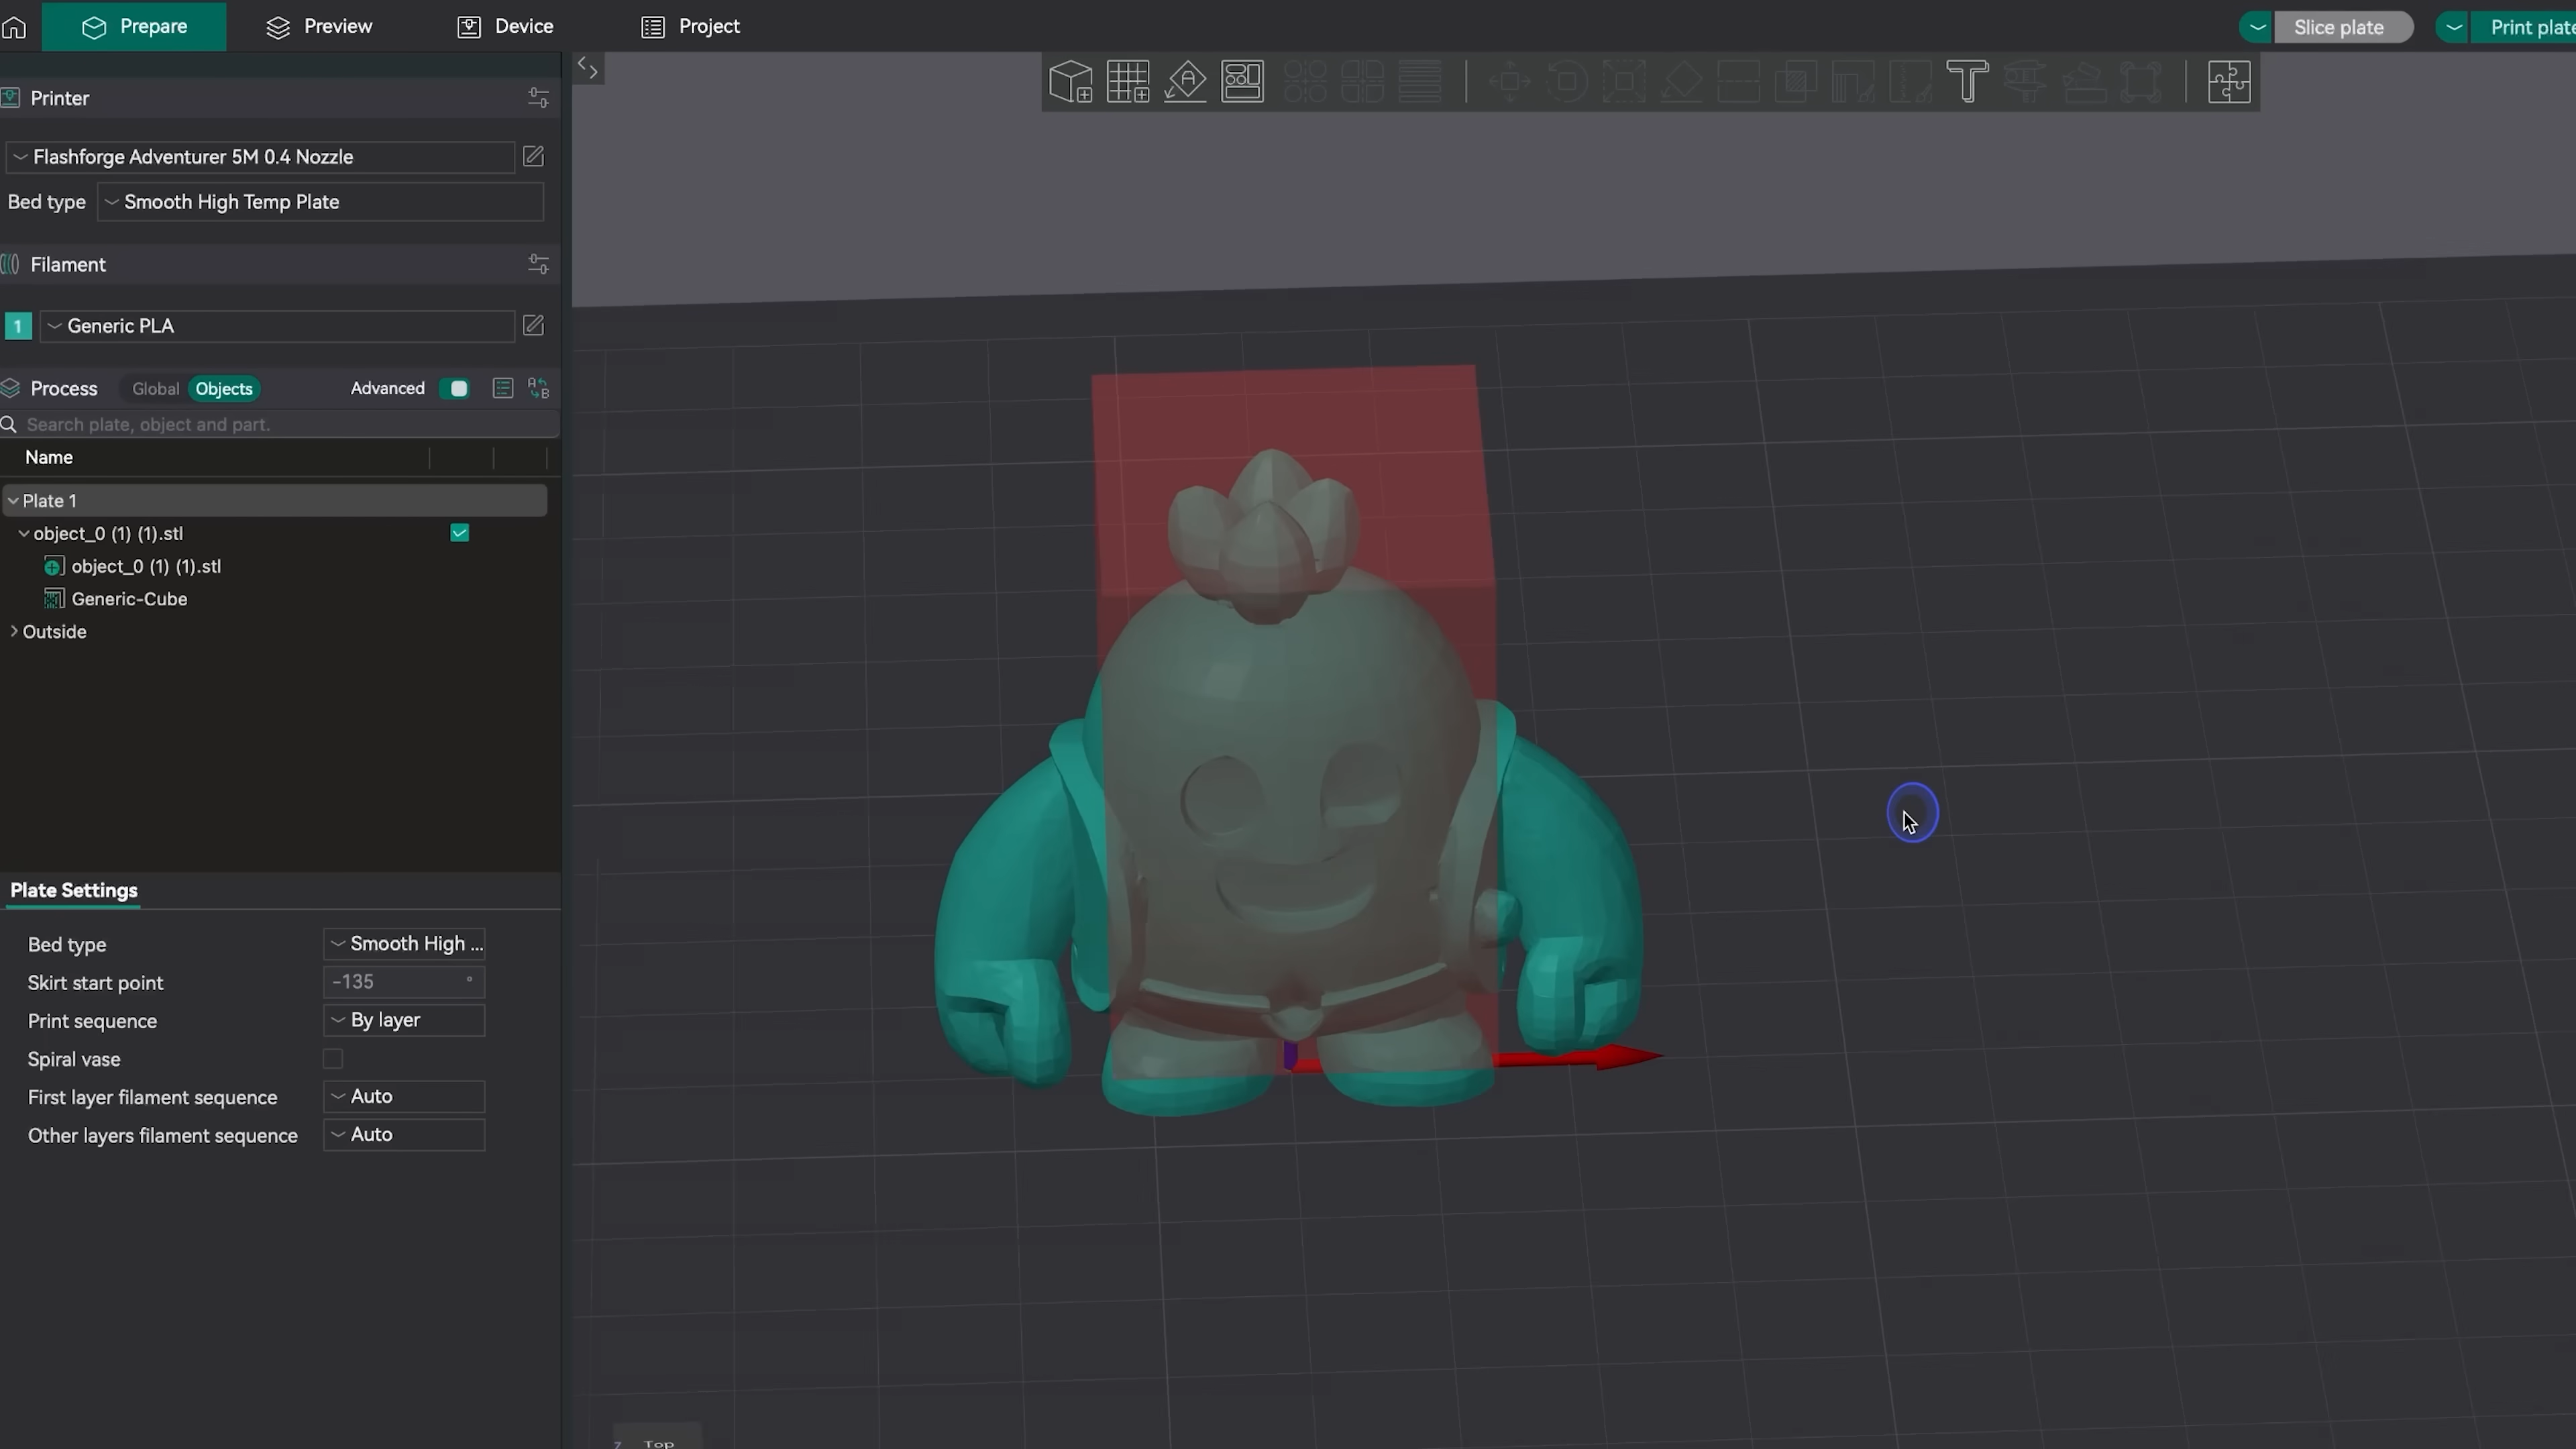 Prepare
Preview
Device
Project
Slice plate
Print plate
Printer
Flashforge Adventurer 5M 0.4 Nozzle
Bed type
Smooth High Temp Plate
Filament
1
Generic PLA
Process
Global
Objects
Advanced
Search plate, object and part.
Name
Plate 1
object_0 (1) (1).stl
object_0 (1) (1).stl
Generic-Cube
Outside
Plate Settings
Bed type
Smooth High ...
Skirt start point
-135 °
Print sequence
By layer
Spiral vase
First layer filament sequence
Auto
Other layers filament sequence
Auto
Z
Top